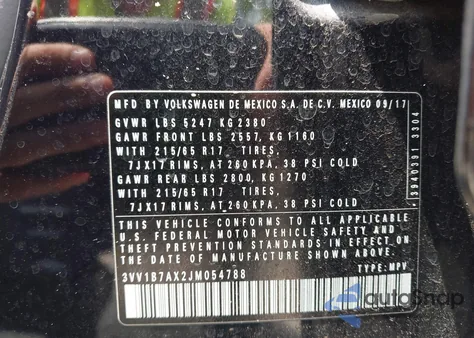 MFD BY VOLKSWAGEN DE MEXICO S.A. DE C.V. MEXICO 09/17
GVWR LBS 5247 KG 2380
GAWR FRONT LBS 2557, KG 1160
WITH 215/65 R17 TIRES,
7JX17 RIMS, AT 260 KPA, 38 PSI COLD
GAWR REAR LBS 2800, KG 1270
WITH 215/65 R17 TIRES,
7JX17 RIMS, AT 260 KPA, 38 PSI COLD
THIS VEHICLE CONFORMS TO ALL APPLICABLE
U.S. FEDERAL MOTOR VEHICLE SAFETY AND
THEFT PREVENTION STANDARDS IN EFFECT ON
THE DATE OF MANUFACTURE SHOWN ABOVE
3VV1B7AX2JM054788 TYPE: MPV
3940391 3304
autoSnap